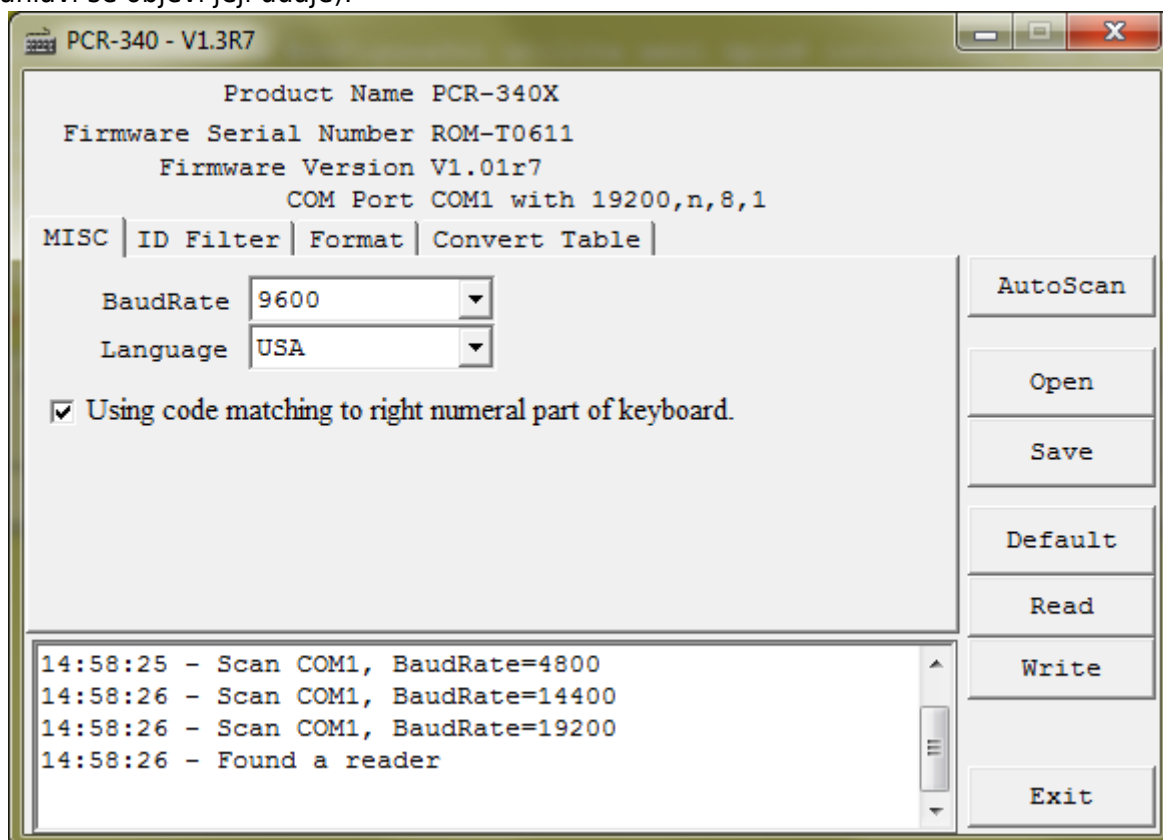 se objeví její údaje).
PCR-340 - V1.3R7
Product Name PCR-340X
Firmware Serial Number ROM-T0611
Firmware Version V1.01r7
COM Port COM1 with 19200,n,8,1
MISC ID Filter Format Convert Table
BaudRate 9600
Language USA
Using code matching to right numeral part of keyboard.
AutoScan
Open
Save
Default
Read
Write
Exit
14:58:25 - Scan COM1, BaudRate=4800
14:58:26 - Scan COM1, BaudRate=14400
14:58:26 - Scan COM1, BaudRate=19200
14:58:26 - Found a reader